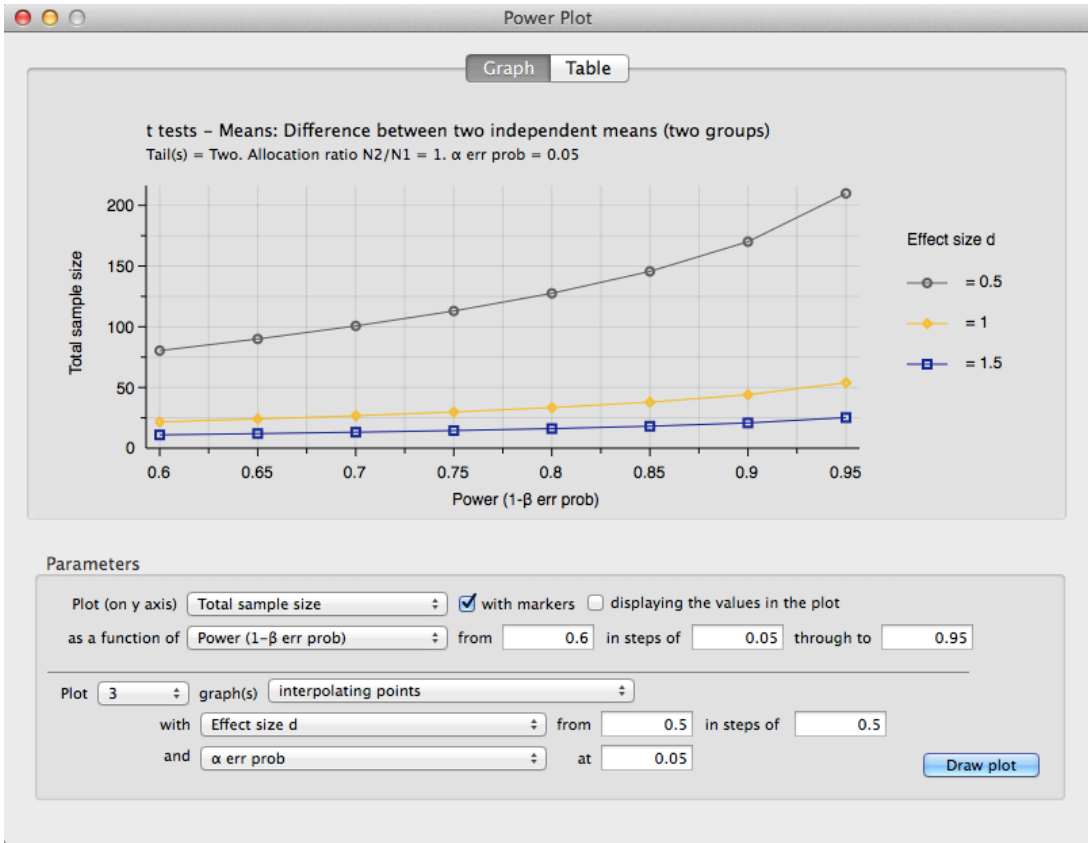 Power Plot
Graph Table
t tests – Means: Difference between two independent means (two groups)
Tail(s) = Two. Allocation ratio N2/N1 = 1. α err prob = 0.05
200
150
100
50
0
Total sample size
0.6 0.65 0.7 0.75 0.8 0.85 0.9 0.95
Power (1-β err prob)
Effect size d
= 0.5
= 1
= 1.5
Parameters
Plot (on y axis) Total sample size with markers displaying the values in the plot
as a function of Power (1-β err prob) from 0.6 in steps of 0.05 through to 0.95
Plot 3 graph(s) interpolating points
with Effect size d from 0.5 in steps of 0.5
and α err prob at 0.05
Draw plot